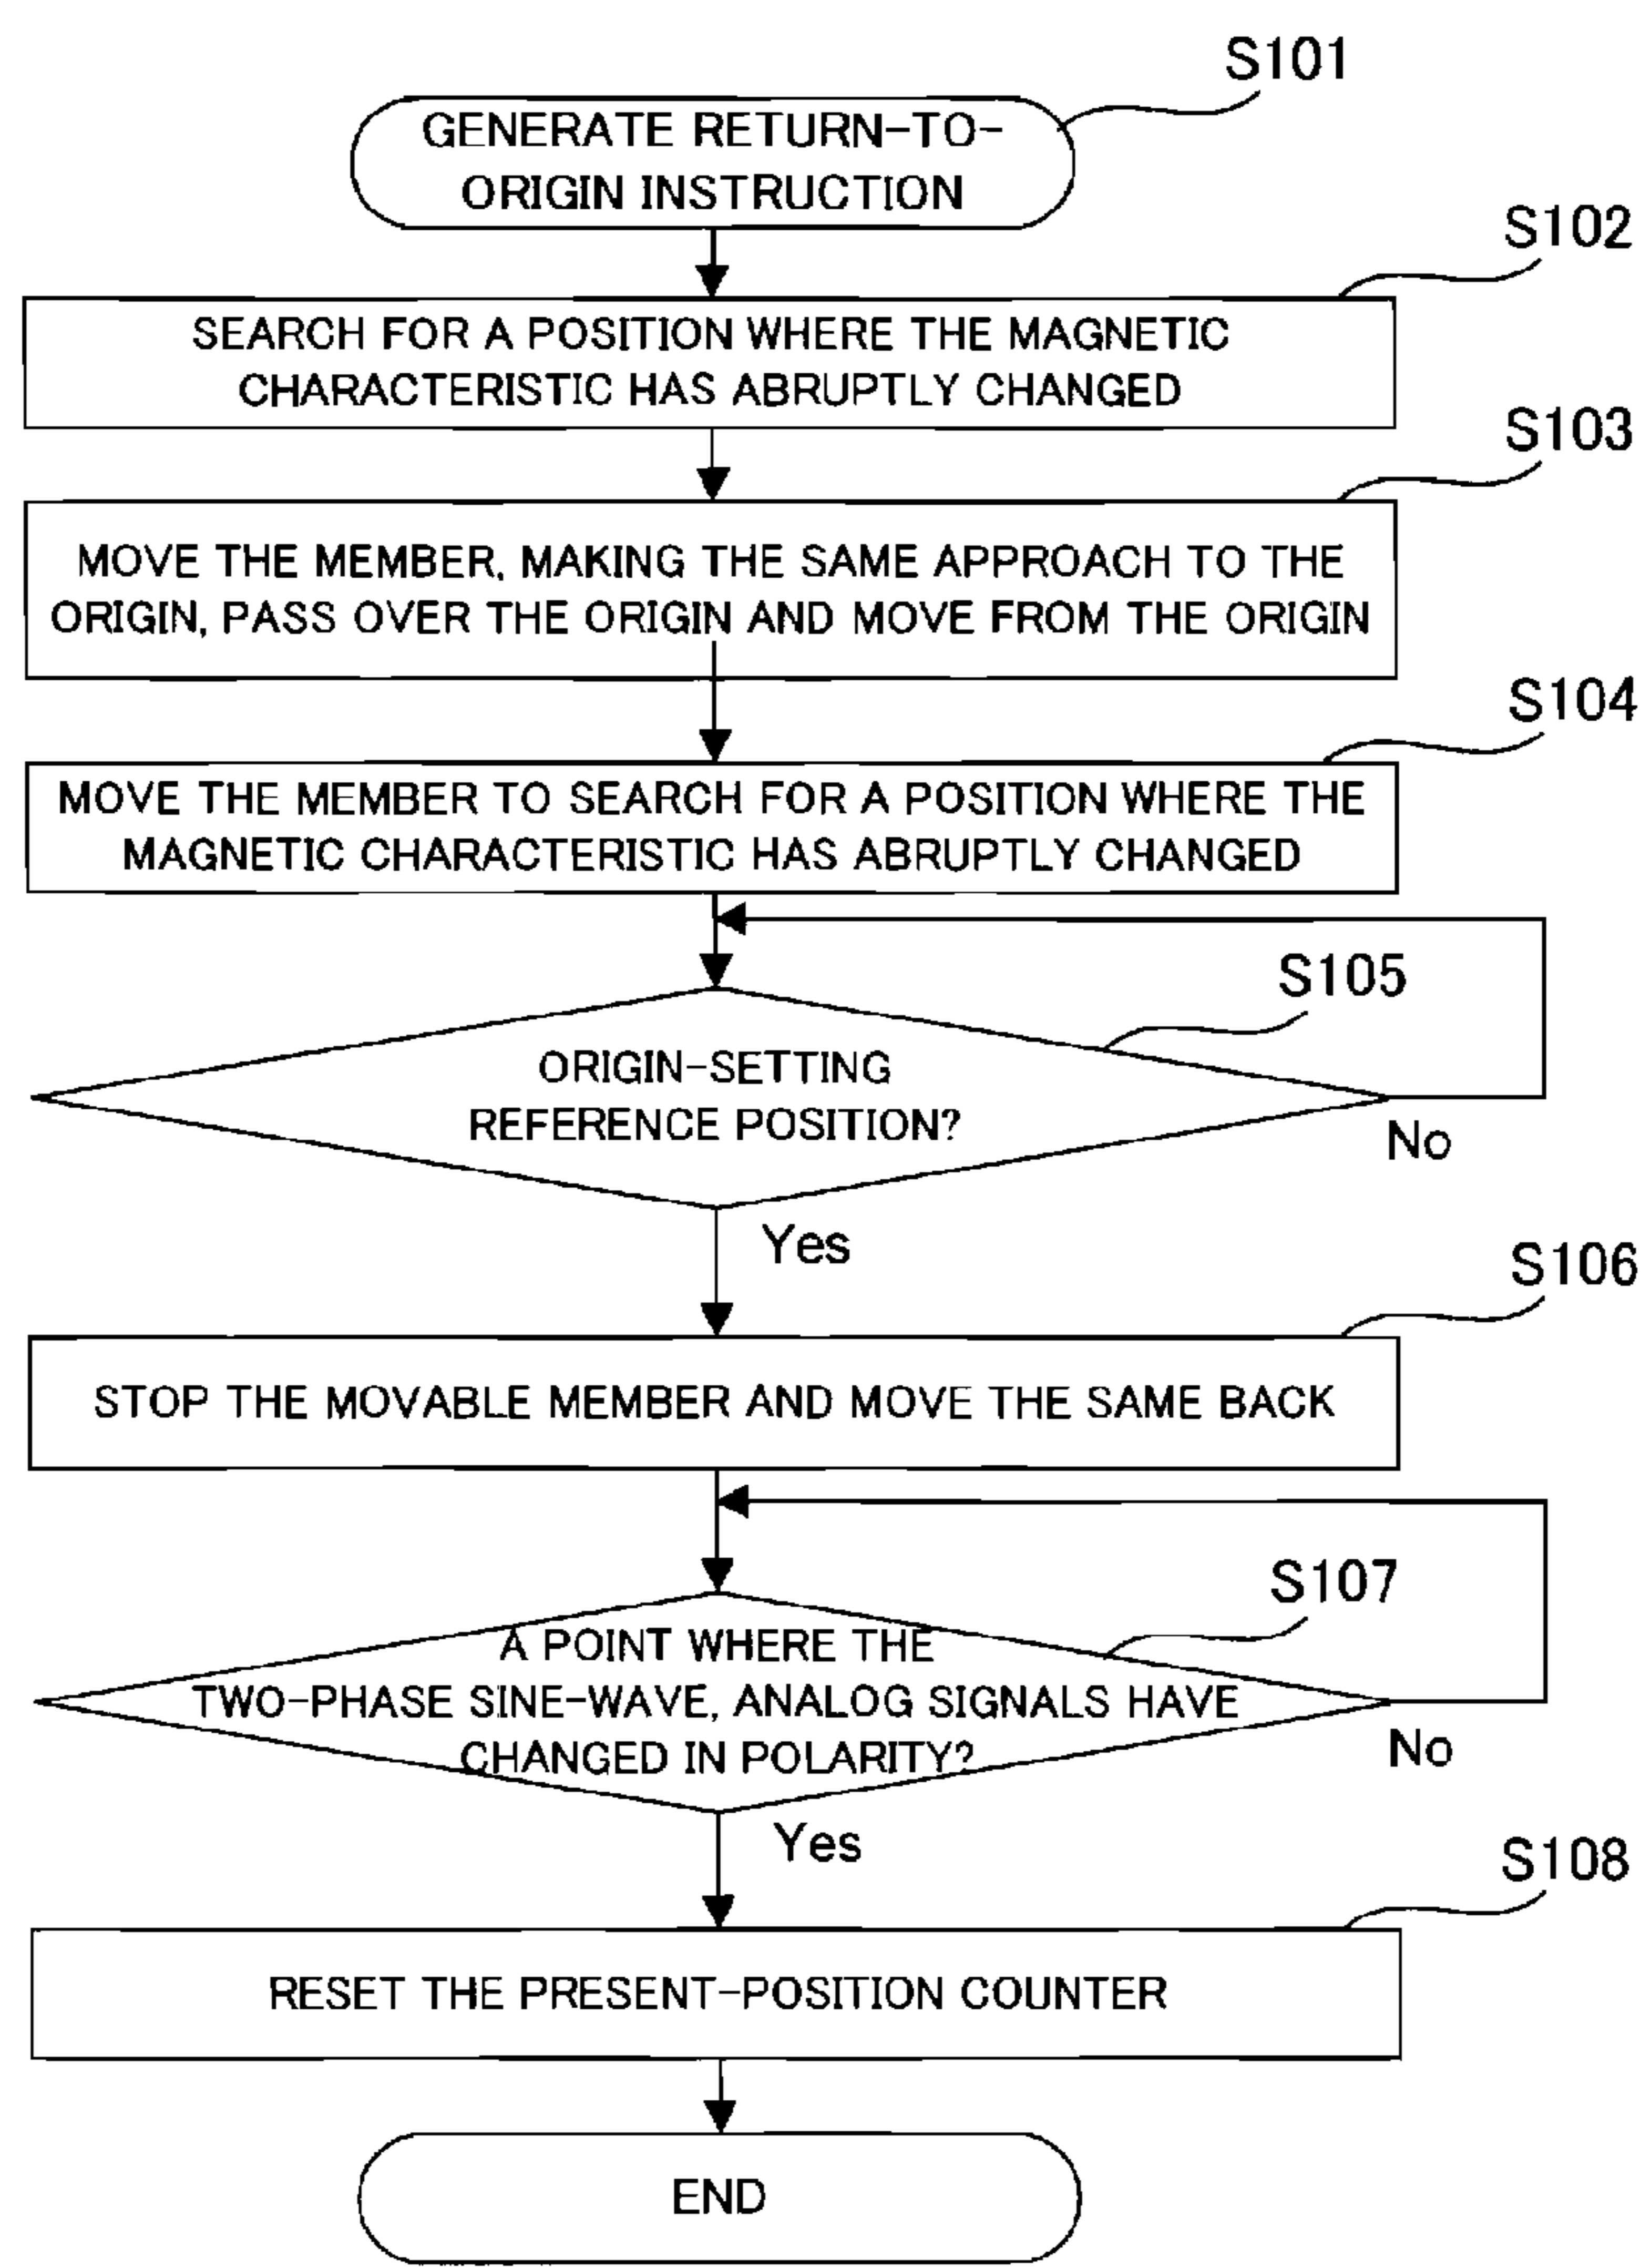 S101
GENERATE RETURN-TO-
ORIGIN INSTRUCTION
S102
SEARCH FOR A POSITION WHERE THE MAGNETIC
CHARACTERISTIC HAS ABRUPTLY CHANGED
S103
MOVE THE MEMBER, MAKING THE SAME APPROACH TO THE
ORIGIN, PASS OVER THE ORIGIN AND MOVE FROM THE ORIGIN
S104
MOVE THE MEMBER TO SEARCH FOR A POSITION WHERE THE
MAGNETIC CHARACTERISTIC HAS ABRUPTLY CHANGED
S105
ORIGIN-SETTING
REFERENCE POSITION?
No
Yes
S106
STOP THE MOVABLE MEMBER AND MOVE THE SAME BACK
S107
A POINT WHERE THE
TWO-PHASE SINE-WAVE, ANALOG SIGNALS HAVE
CHANGED IN POLARITY?
No
Yes
S108
RESET THE PRESENT-POSITION COUNTER
END